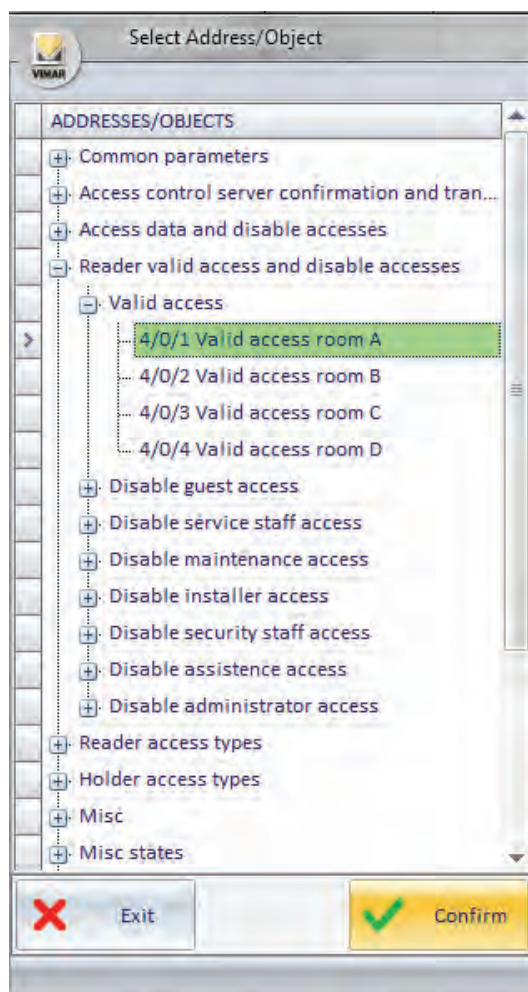 Select Address/Object
VIMAR
ADDRESSES/OBJECTS
Common parameters
Access control server confirmation and tran...
Access data and disable accesses
Reader valid access and disable accesses
Valid access
4/0/1 Valid access room A
4/0/2 Valid access room B
4/0/3 Valid access room C
4/0/4 Valid access room D
Disable guest access
Disable service staff access
Disable maintenance access
Disable installer access
Disable security staff access
Disable assistence access
Disable administrator access
Reader access types
Holder access types
Misc
Misc states
Exit
Confirm